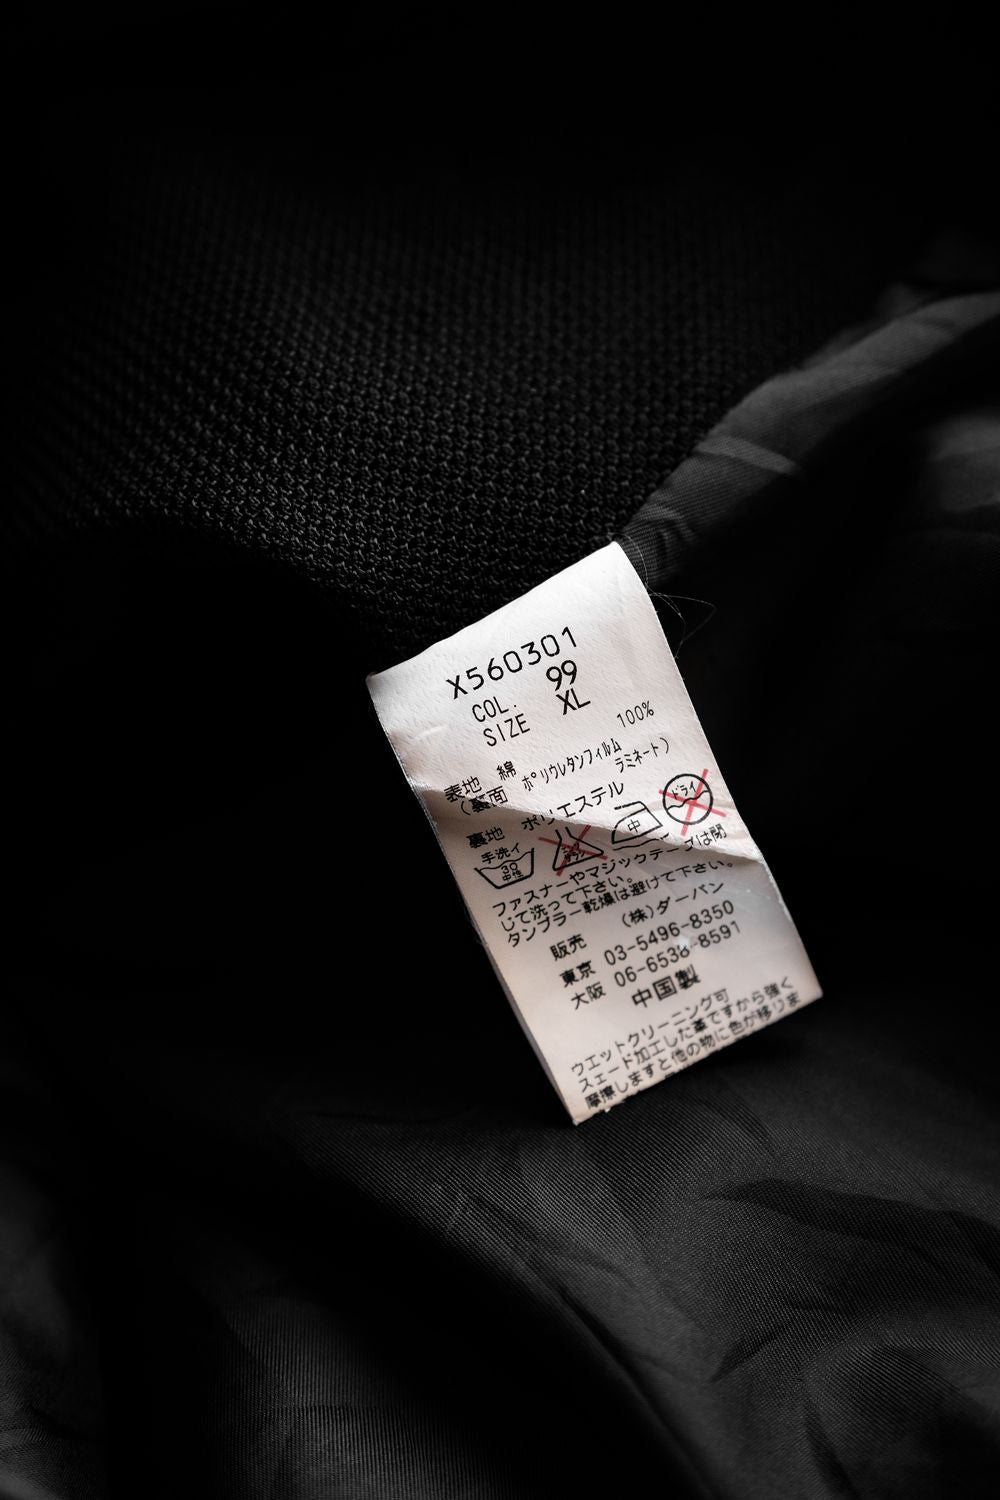 X560301
COL. 99
SIZE XL
表地 綿 100%
(裏面 ポリウレタンフィルム
ラミネート)
裏地 ポリエステル
手洗イ
30
中性
中
ドライ
ファスナーやマジックテープは閉
じて洗って下さい。
タンブラー乾燥は避けて下さい。
販売 (株)ダーバン
東京 03-5496-8350
大阪 06-6538-8591
中国製
ウエットクリーニング可
スエード加工した革ですから強く
摩擦しますと他の物に色が移りま